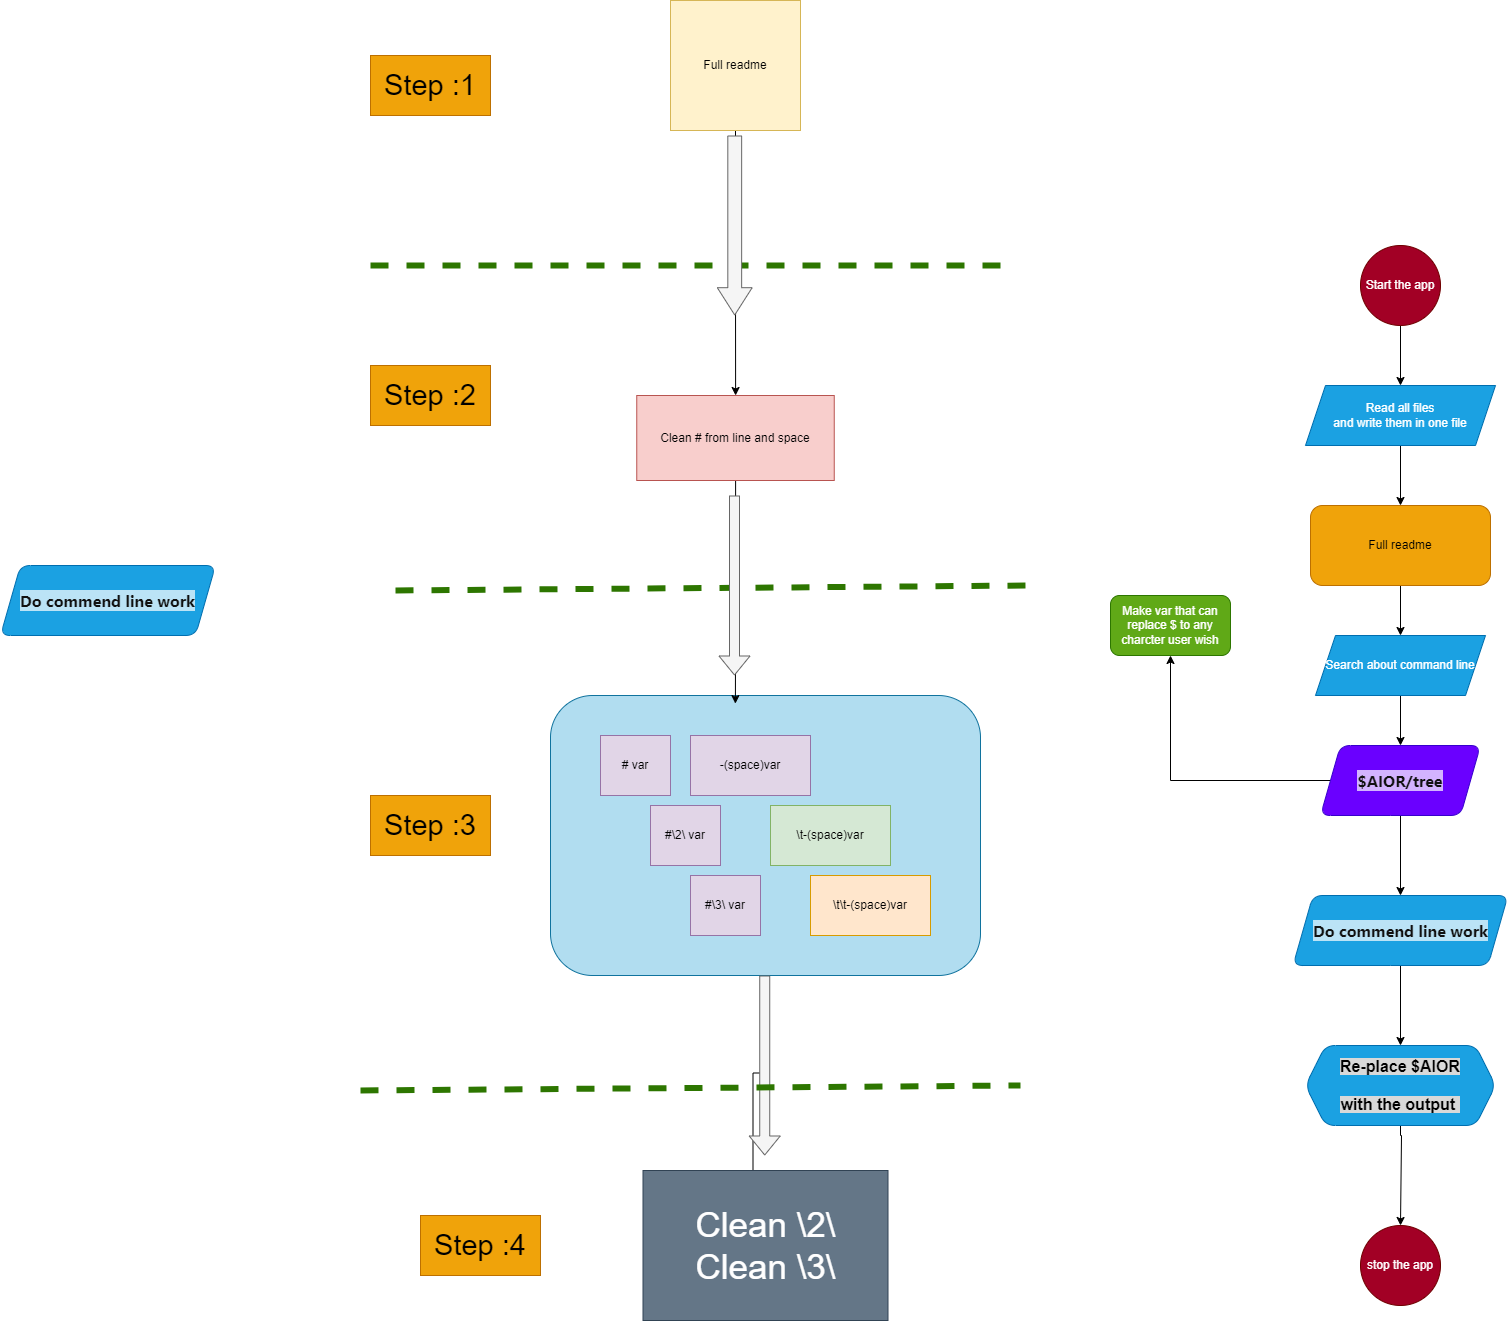 Full readme
Step :1
Step :2
Clean # from line and space
Do commend line work
# var
-(space)var
#\2\ var
\t-(space)var
Step :3
#\3\ var
\t\t-(space)var
Clean \2\
Clean \3\
Step :4
Start the app
Read all files
and write them in one file
Full readme
Make var that can
replace $ to any
charcter user wish
Search about command line
$AIOR/tree
Do commend line work
Re-place $AIOR
with the output
stop the app